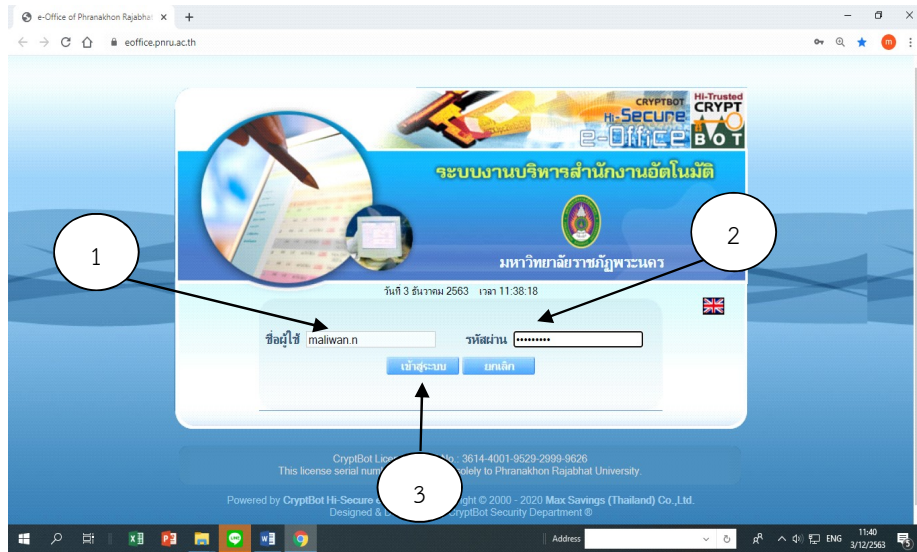 e-Office of Phranakhon Rajabhat
eoffice.pnru.ac.th
CRYPTBOT
Hi-Secure
e-Office
Hi-Trusted
CRYPT
BOT
ระบบงานบริหารสำนักงานอัตโนมัติ
มหาวิทยาลัยราชภัฏพระนคร
1
2
วันที่ 3 ธันวาคม 2563 เวลา 11:38:18
ชื่อผู้ใช้ maliwan.n รหัสผ่าน •••••••••
เข้าสู่ระบบ ยกเลิก
3
CryptBot No.: 3614-4001-9529-2999-9626
This license serial solely to Phranakhon Rajabhat University.
Powered by CryptBot Hi-Secure © 2000 - 2020 Max Savings (Thailand) Co.,Ltd.
Designed & CryptBot Security Department ®
Address
ENG
11:40
3/12/2563